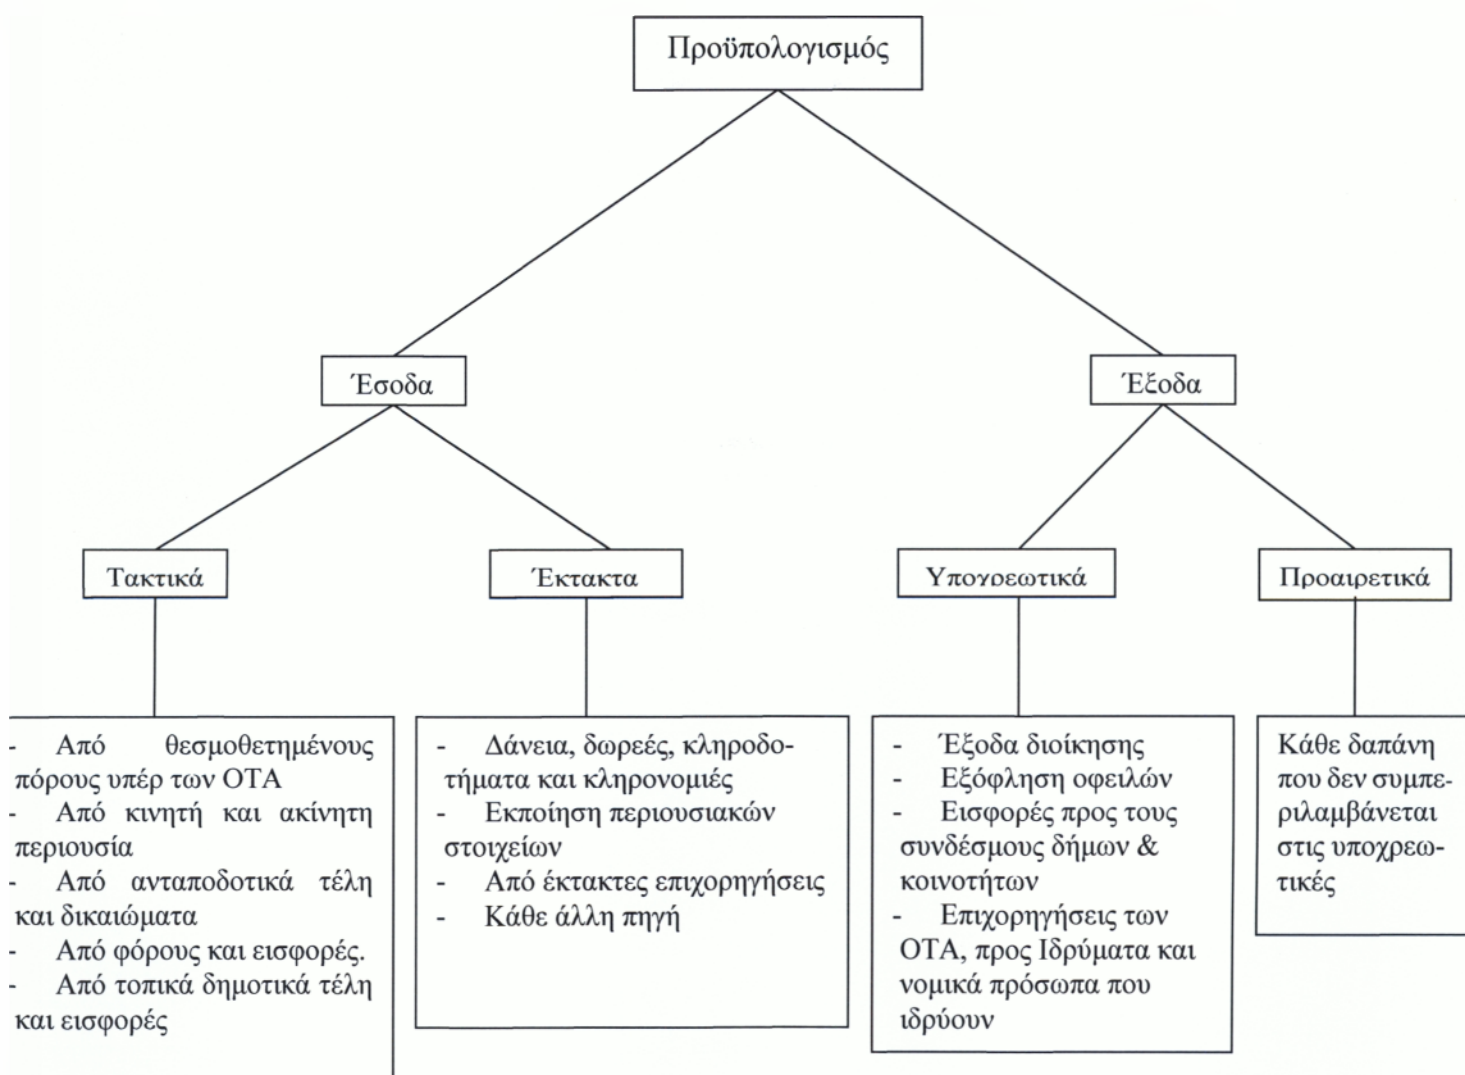 Προϋπολογισμός
Έσοδα
Έξοδα
Τακτικά
Έκτακτα
Υποχρεωτικά
Προαιρετικά
- Από θεσμοθετημένους
πόρους υπέρ των ΟΤΑ
- Από κινητή και ακίνητη
περιουσία
- Από ανταποδοτικά τέλη
και δικαιώματα
- Από φόρους και εισφορές.
- Από τοπικά δημοτικά τέλη
και εισφορές
- Δάνεια, δωρεές, κληροδο-
τήματα και κληρονομιές
- Εκποίηση περιουσιακών
στοιχείων
- Από έκτακτες επιχορηγήσεις
- Κάθε άλλη πηγή
- Έξοδα διοίκησης
- Εξόφληση οφειλών
- Εισφορές προς τους
συνδέσμους δήμων &
κοινοτήτων
- Επιχορηγήσεις των
ΟΤΑ, προς Ιδρύματα και
νομικά πρόσωπα που
ιδρύουν
Κάθε δαπάνη
που δεν συμπε-
ριλαμβάνεται
στις υποχρεω-
τικές